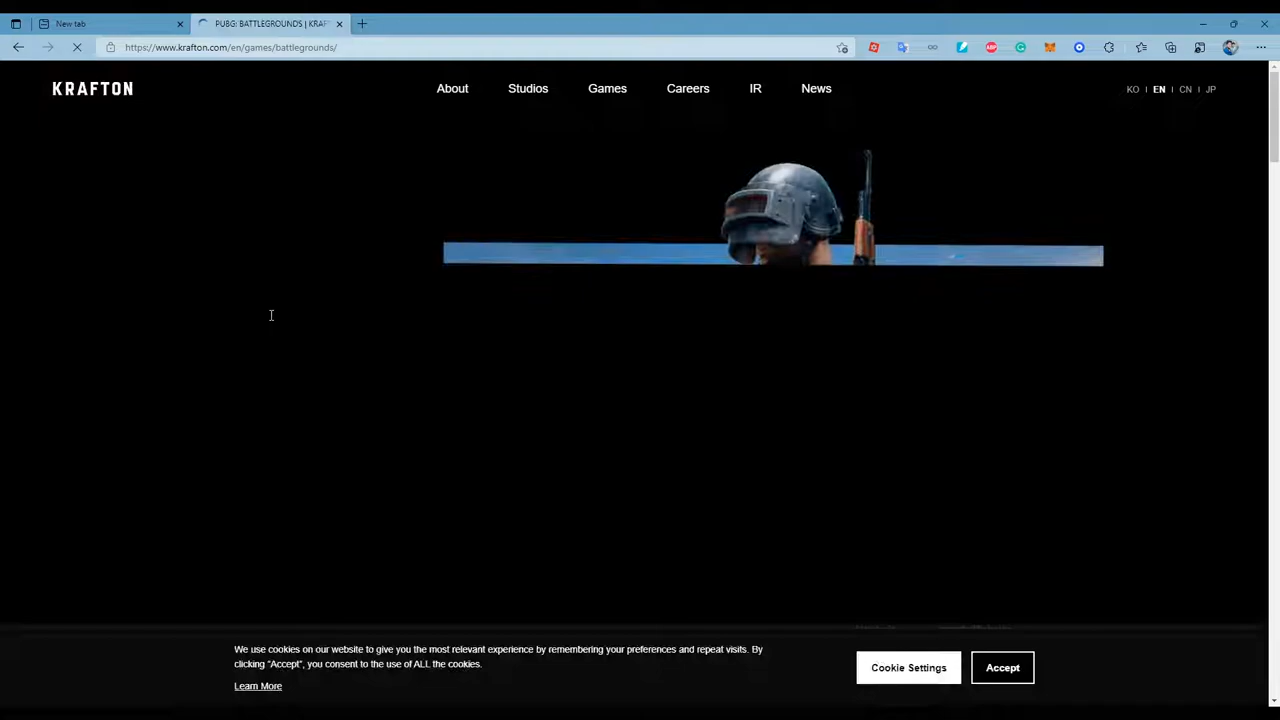 New tab
PUBG: BATTLEGROUNDS | KRAF
https://www.krafton.com/en/games/battlegrounds/
KRAFTON
About
Studios
Games
Careers
IR
News
KO | EN | CN | JP
We use cookies on our website to give you the most relevant experience by remembering your preferences and repeat visits. By
clicking “Accept”, you consent to the use of ALL the cookies.
Learn More
Cookie Settings
Accept